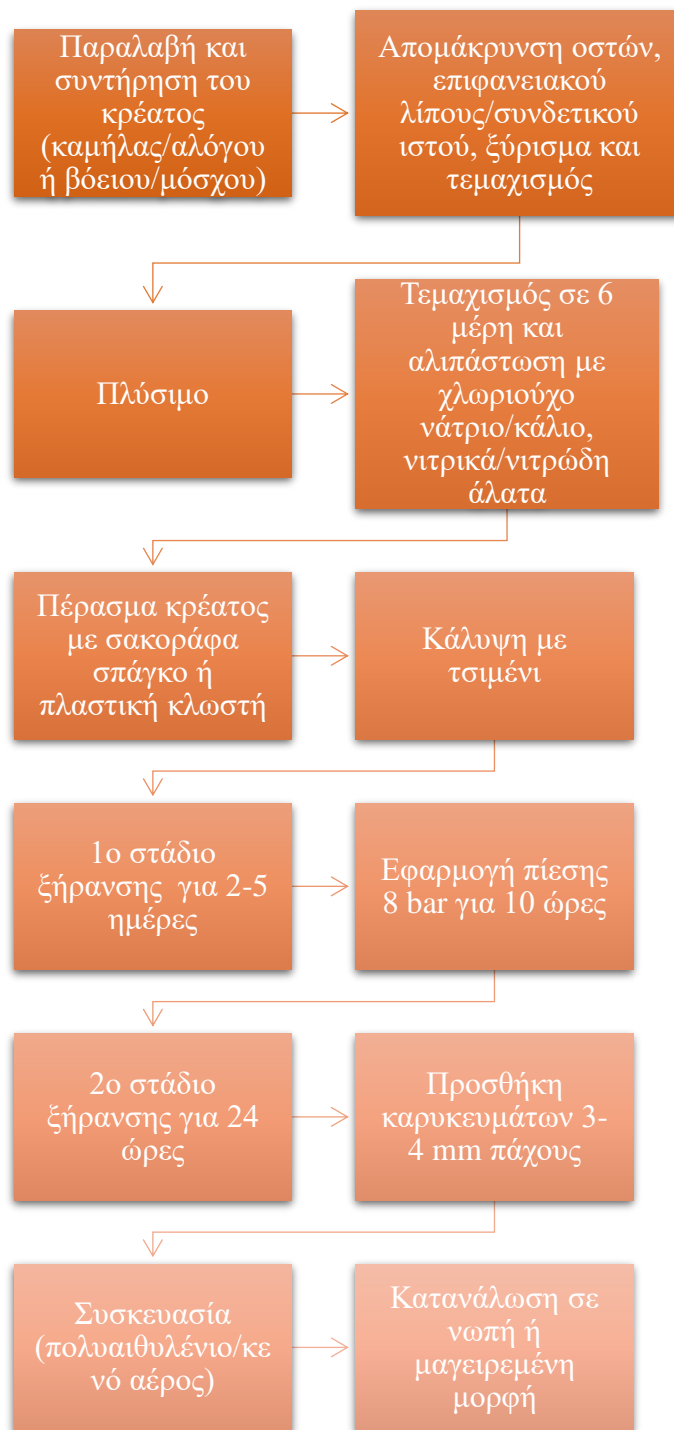 Παραλαβή και
συντήρηση του
κρέατος
(καμήλας/αλόγου
ή βόειου/μόσχου)
Απομάκρυνση οστών,
επιφανειακού
λίπους/συνδετικού
ιστού, ξύρισμα και
τεμαχισμός
Πλύσιμο
Τεμαχισμός σε 6
μέρη και
αλιπάστωση με
χλωριούχο
νάτριο/κάλιο,
νιτρικά/νιτρώδη
άλατα
Πέρασμα κρέατος
με σακοράφα
σπάγκο ή
πλαστική κλωστή
Κάλυψη με
τσιμένι
1ο στάδιο
ξήρανσης για 2-5
ημέρες
Εφαρμογή πίεσης
8 bar για 10 ώρες
2ο στάδιο
ξήρανσης για 24
ώρες
Προσθήκη
καρυκευμάτων 3-
4 mm πάχους
Συσκευασία
(πολυαιθυλένιο/κε
νό αέρος)
Κατανάλωση σε
νωπή ή
μαγειρεμένη
μορφή